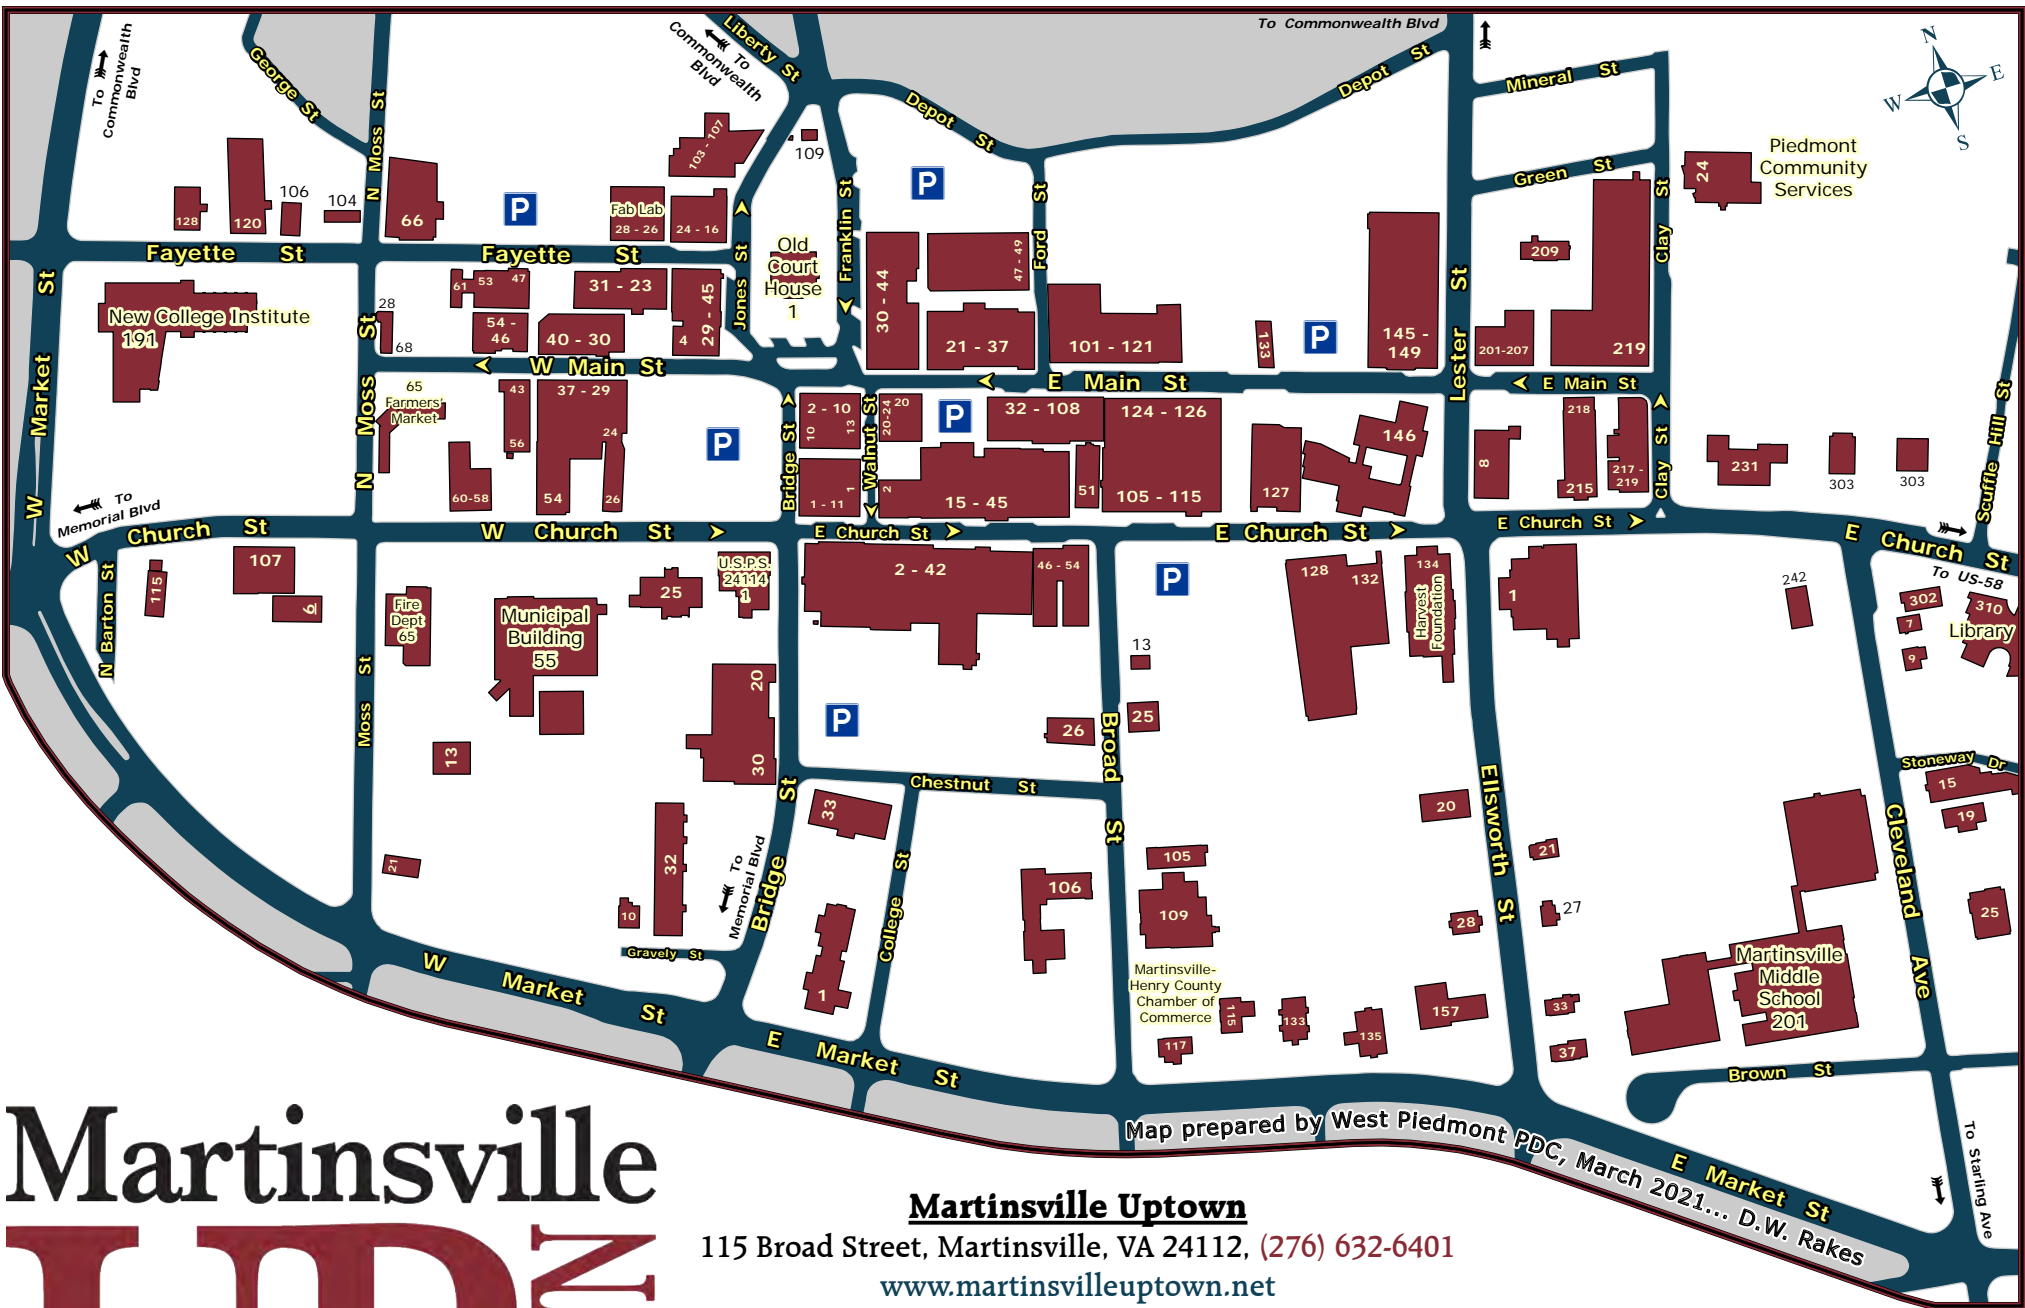 To Commonwealth Blvd
George St
N Moss St
To Commonwealth Blvd
Liberty St
Depot St
To Commonwealth Blvd
Depot St
Mineral St
Green St
Clay St
N
E
S
W
Piedmont
Community
Services
24
128
120
106
104
66
P
Fab Lab
28 - 26
24 - 16
103 - 107
109
P
Franklin St
Ford St
Jones St
Fayette St
Fayette St
Old
Court
House
1
New College Institute
191
W Market St
N Moss St
28
68
61
53
47
54 -
46
31 - 23
40 - 30
29 - 45
4
30 - 44
47 - 49
21 - 37
101 - 121
133
P
145 -
149
Lester St
209
201-207
219
W Main St
E Main St
E Main St
65
Farmers'
Market
43
56
37 - 29
24
54
26
60-58
P
Bridge St
2 - 10
10
13
1
1 - 11
Walnut St
20-24
20
2
P
32 - 108
15 - 45
51
124 - 126
105 - 115
127
146
8
218
215
217 -
219
Clay St
231
303
303
Scuffle Hill St
To
Memorial Blvd
W Church St
W Church St
E Church St
E Church St
E Church St
E Church St
To US-58
N Barton St
115
107
6
Fire
Dept
65
Municipal
Building
55
25
U.S.P.S.
24114
1
2 - 42
46 - 54
P
13
25
26
128
132
134
Harvest
Foundation
1
242
302
7
9
310
Library
Moss St
13
21
20
30
32
10
To
Memorial Blvd
Bridge St
Gravely St
P
Chestnut St
33
1
College St
Broad St
106
105
109
Martinsville-
Henry County
Chamber of
Commerce
115
117
133
135
157
20
28
Ellsworth St
21
27
33
37
Stoneway Dr
15
19
25
Cleveland Ave
Martinsville
Middle
School
201
Brown St
W Market St
E Market St
E Market St
To Starling Ave
Map prepared by West Piedmont PDC, March 2021... D.W. Rakes
Martinsville
UP
N
Martinsville Uptown
115 Broad Street, Martinsville, VA 24112, (276) 632-6401
www.martinsvilleuptown.net